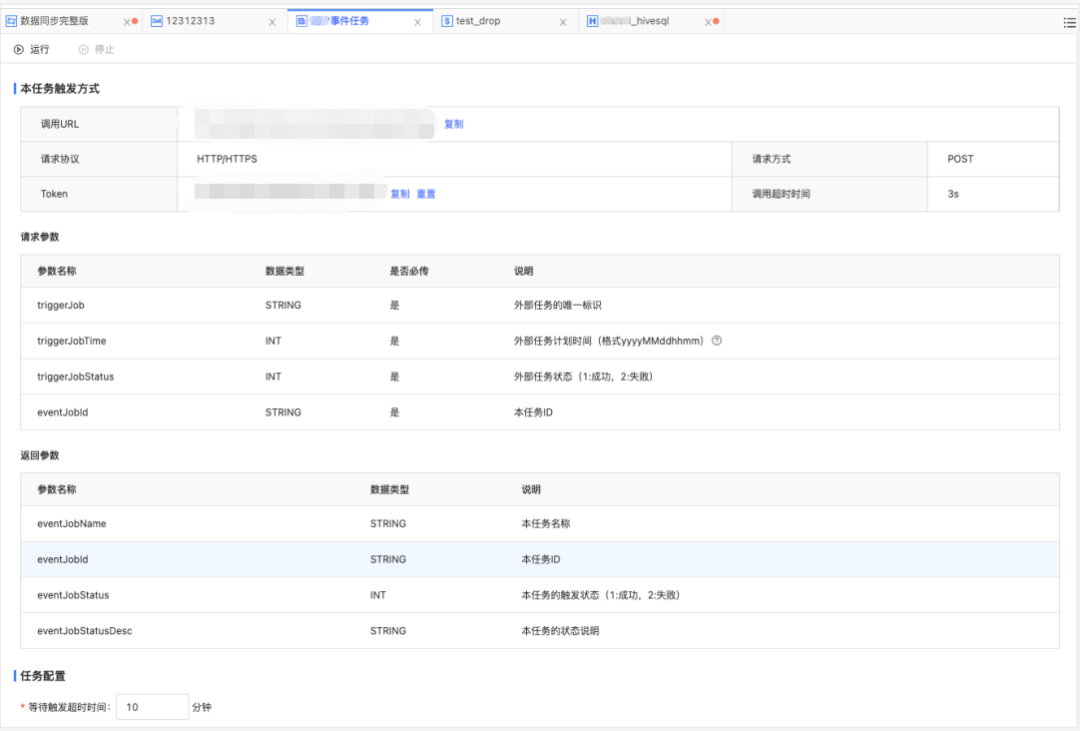 数据同步完整版 12312313 事件任务 test_drop _hivesql
运行 停止
本任务触发方式
调用URL 复制
请求协议 HTTP/HTTPS 请求方式 POST
Token 复制 重置 调用超时时间 3s
请求参数
参数名称 数据类型 是否必传 说明
triggerJob STRING 是 外部任务的唯一标识
triggerJobTime INT 是 外部任务计划时间（格式yyyyMMddhhmm）
triggerJobStatus INT 是 外部任务状态（1:成功，2:失败）
eventJobId STRING 是 本任务ID
返回参数
参数名称 数据类型 说明
eventJobName STRING 本任务名称
eventJobId STRING 本任务ID
eventJobStatus INT 本任务的触发状态（1:成功，2:失败）
eventJobStatusDesc STRING 本任务的状态说明
任务配置
* 等待触发超时时间: 10 分钟